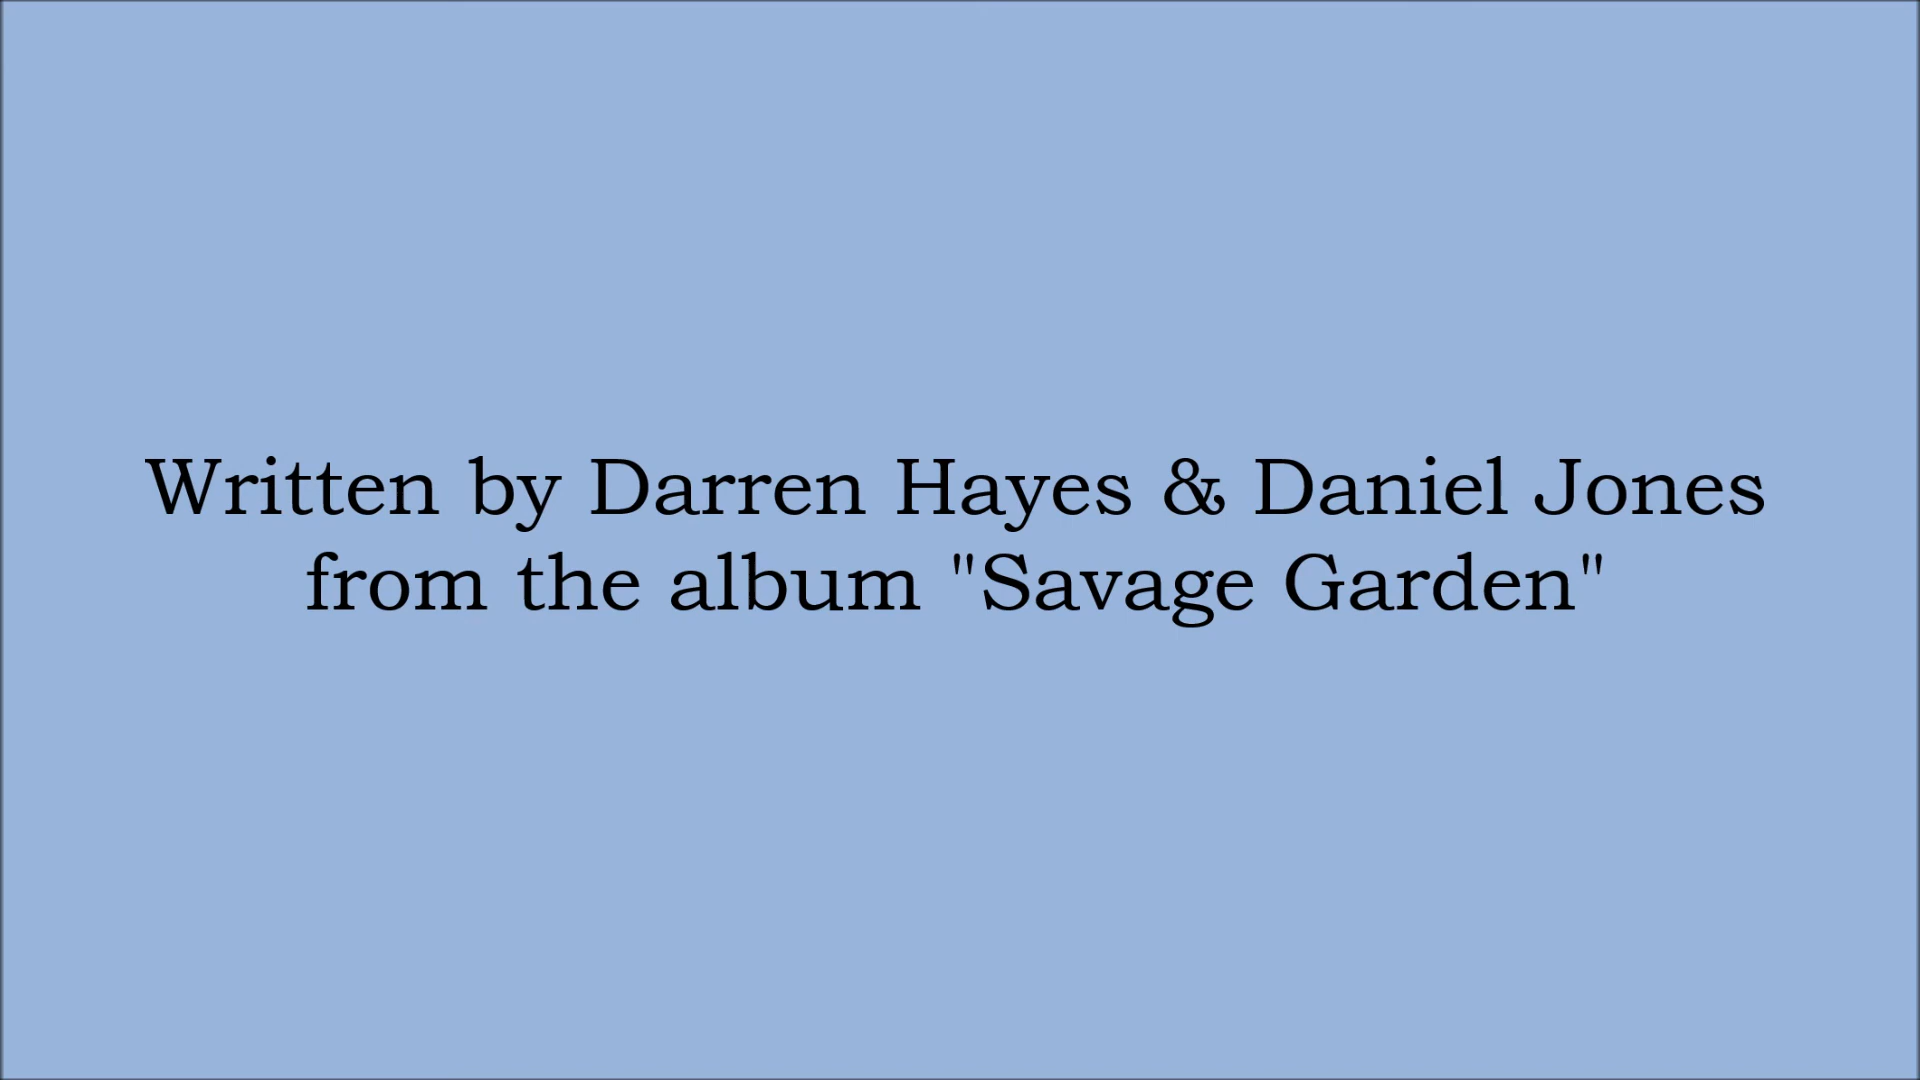 Written by Darren Hayes & Daniel Jones
from the album "Savage Garden"